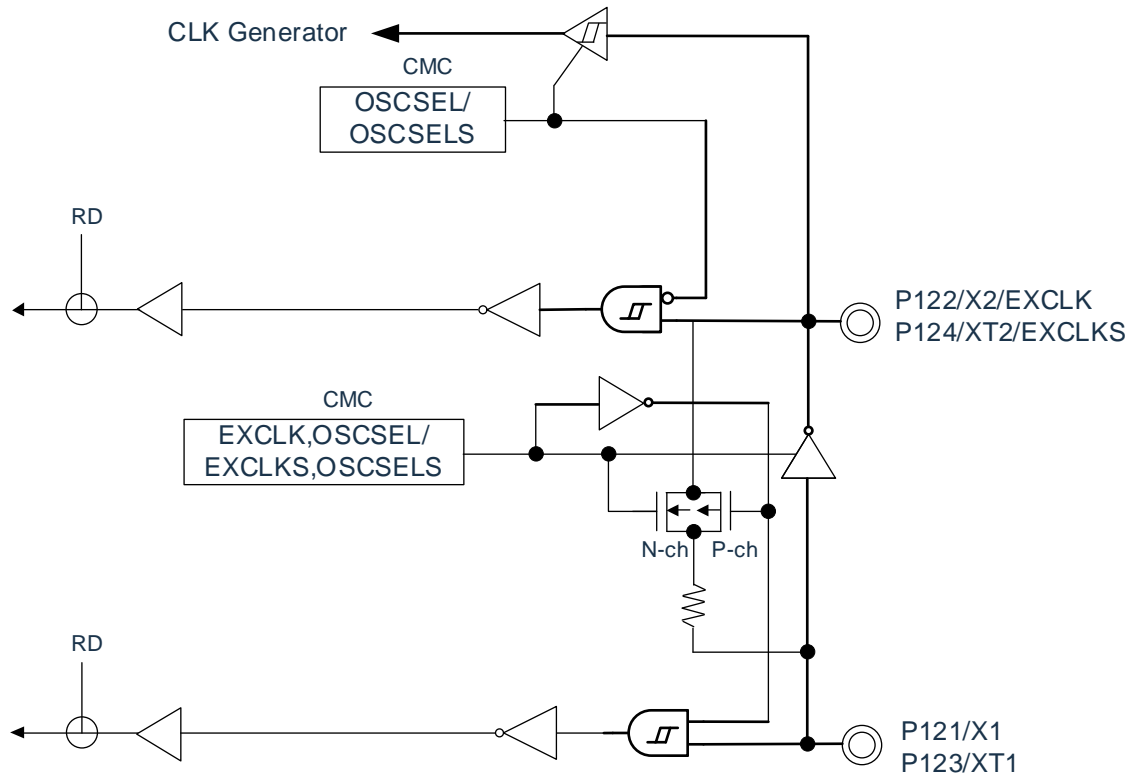 CLK Generator
CMC
OSCSEL/
OSCSELS
RD
P122/X2/EXCLK
P124/XT2/EXCLKS
CMC
EXCLK,OSCSEL/
EXCLKS,OSCSELS
N-ch
P-ch
RD
P121/X1
P123/XT1